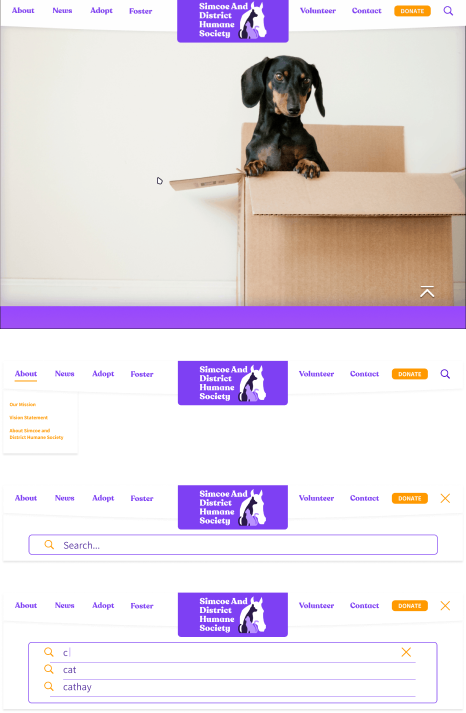 About News Adopt Foster Simcoe And Volunteer Contact DONATE
District
Humane
Society
About News Adopt Foster Simcoe And Volunteer Contact DONATE
District
Humane
Society
Our Mission
Vision Statement
About Simcoe and
District Humane Society
About News Adopt Foster Simcoe And Volunteer Contact DONATE
District
Humane
Society
Search...
About News Adopt Foster Simcoe And Volunteer Contact DONATE
District
Humane
Society
c
cat
cathay